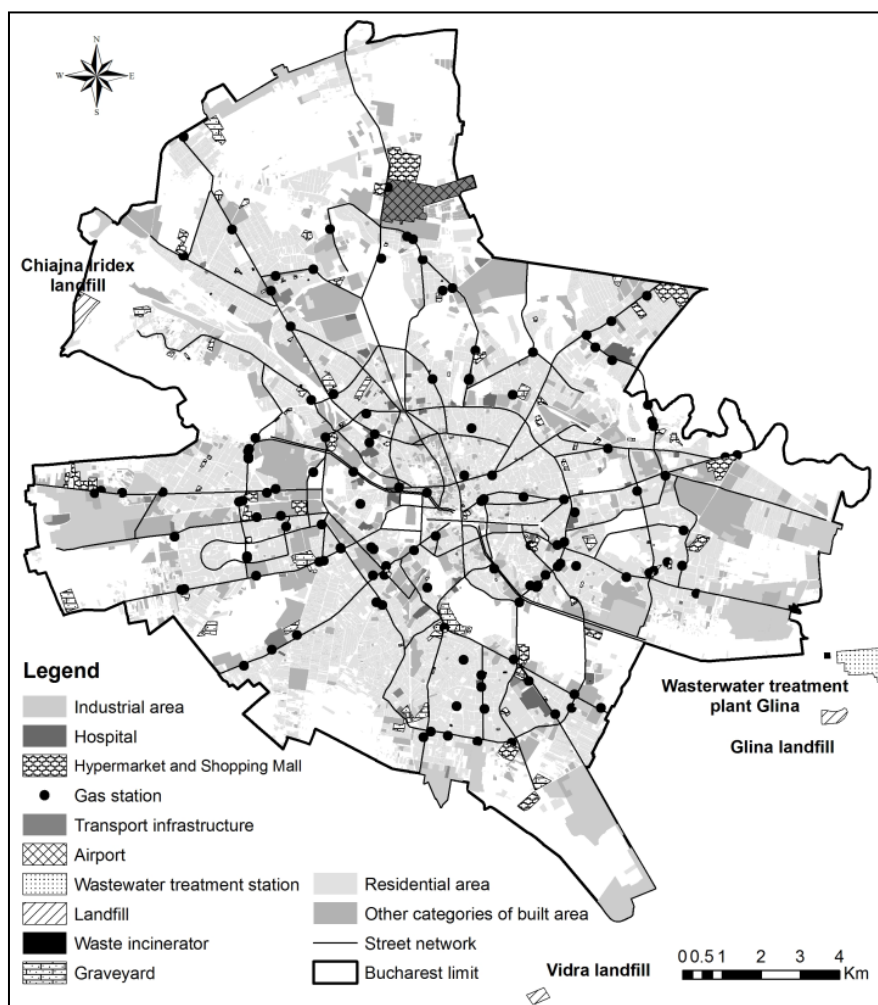 N
W E
S
Chiajna Iridex
landfill
Wasterwater treatment
plant Glina
Glina landfill
Legend
Industrial area
Hospital
Hypermarket and Shopping Mall
Gas station
Transport infrastructure
Airport
Wastewater treatment station
Landfill
Waste incinerator
Graveyard
Residential area
Other categories of built area
Street network
Bucharest limit
Vidra landfill
0 0.5 1 2 3 4
Km